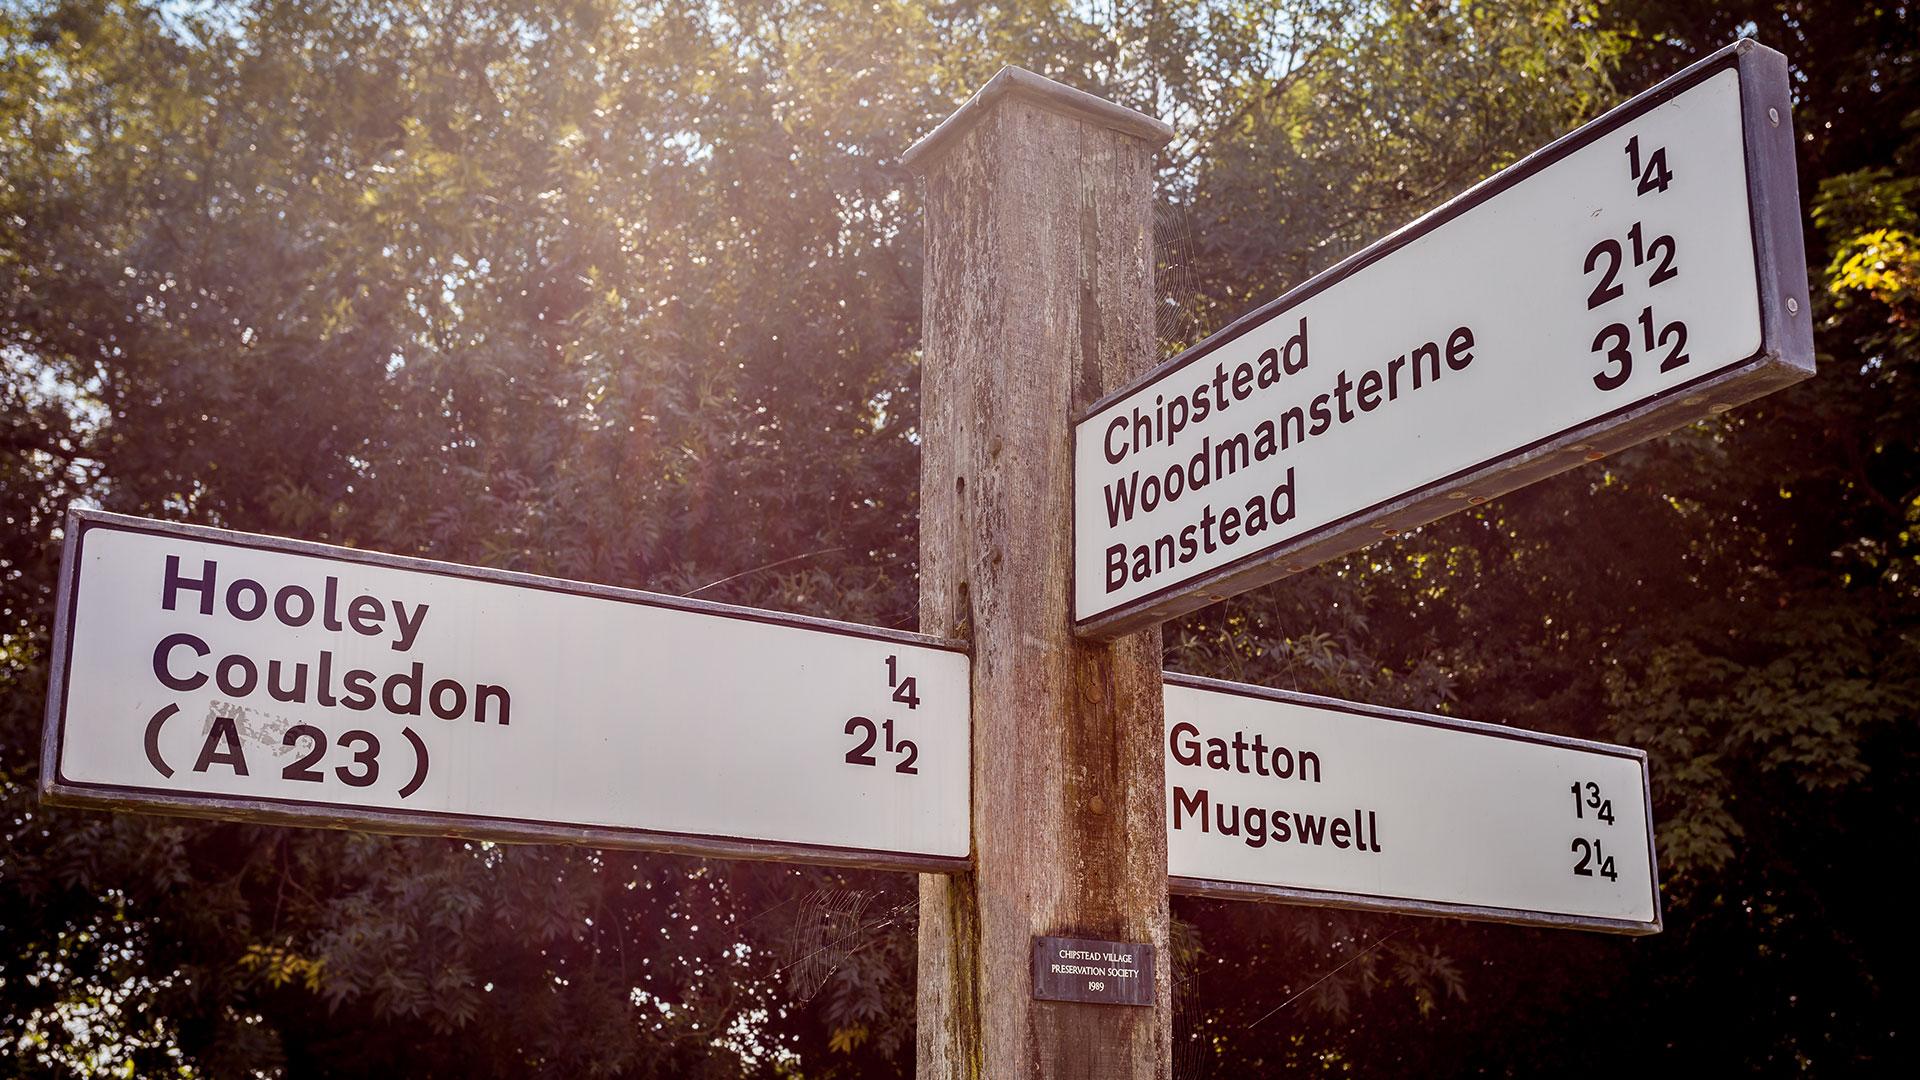 Hooley ¼
Coulsdon 2½
(A 23)
Chipstead ¼
Woodmansterne 2½
Banstead 3½
Gatton 1¾
Mugswell 2¼
CHIPSTEAD VILLAGE
PRESERVATION SOCIETY
1989